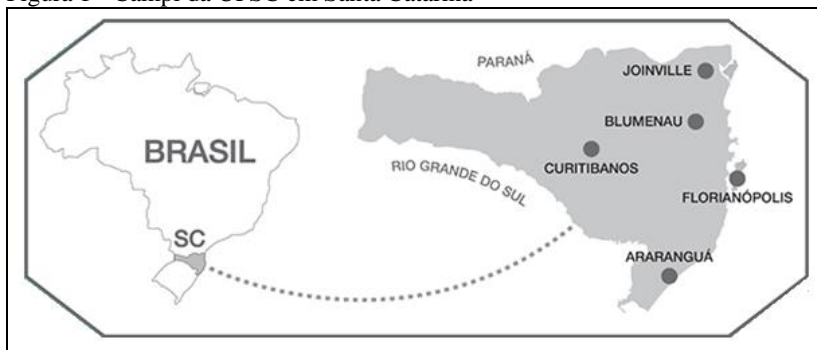 Figura 1 - Campi da UFSC em Santa Catarina
BRASIL
SC
PARANÁ
RIO GRANDE DO SUL
JOINVILLE
BLUMENAU
CURITIBANOS
FLORIANÓPOLIS
ARARANGUÁ